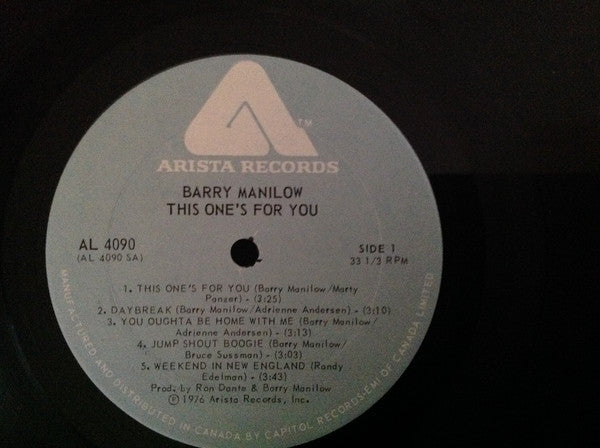 TM
ARISTA RECORDS
BARRY MANILOW
THIS ONE'S FOR YOU
AL 4090
(AL 4090 SA)
SIDE 1
33 1/3 RPM
1. THIS ONE'S FOR YOU (Barry Manilow/Marty
Panzer) - (3:25)
2. DAYBREAK (Barry Manilow/Adrienne Andersen) - (3:10)
3. YOU OUGHTA BE HOME WITH ME (Barry Manilow/
Adrienne Andersen) - (3:13)
4. JUMP SHOUT BOOGIE (Barry Manilow/
Bruce Sussman) - (3:03)
5. WEEKEND IN NEW ENGLAND (Randy
Edelman) - (3:43)
Prod. by Ron Dante & Barry Manilow
Ⓟ 1976 Arista Records, Inc.
MANUFACTURED AND DISTRIBUTED IN CANADA BY CAPITOL RECORDS-EMI OF CANADA LIMITED